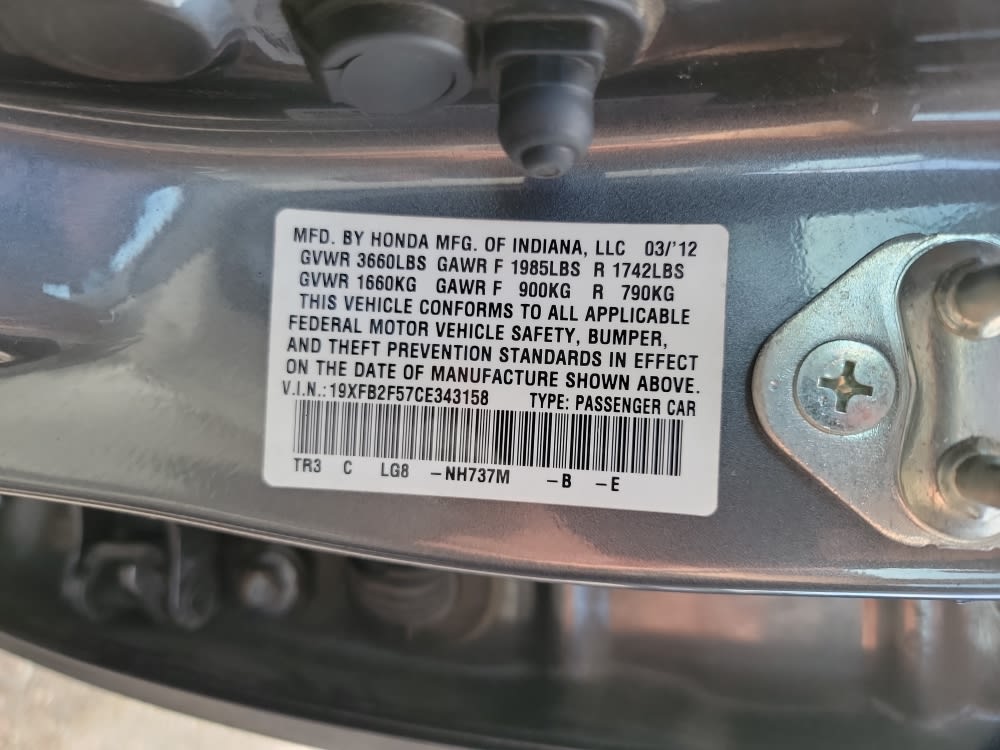 MFD. BY HONDA MFG. OF INDIANA, LLC 03/'12
GVWR 3660LBS GAWR F 1985LBS R 1742LBS
GVWR 1660KG GAWR F 900KG R 790KG
THIS VEHICLE CONFORMS TO ALL APPLICABLE
FEDERAL MOTOR VEHICLE SAFETY, BUMPER,
AND THEFT PREVENTION STANDARDS IN EFFECT
ON THE DATE OF MANUFACTURE SHOWN ABOVE.
V.I.N.:19XFB2F57CE343158 TYPE: PASSENGER CAR
TR3 C LG8 –NH737M –B –E